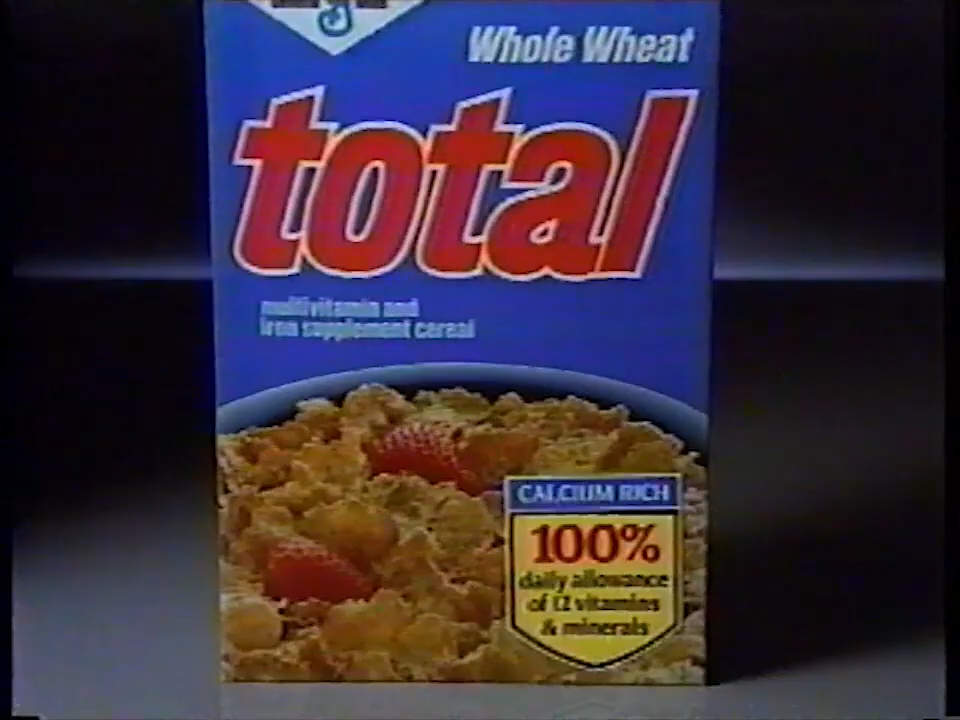 Whole Wheat
total
multivitamin and
iron supplement cereal
CALCIUM RICH
100%
daily allowance
of 12 vitamins
& minerals